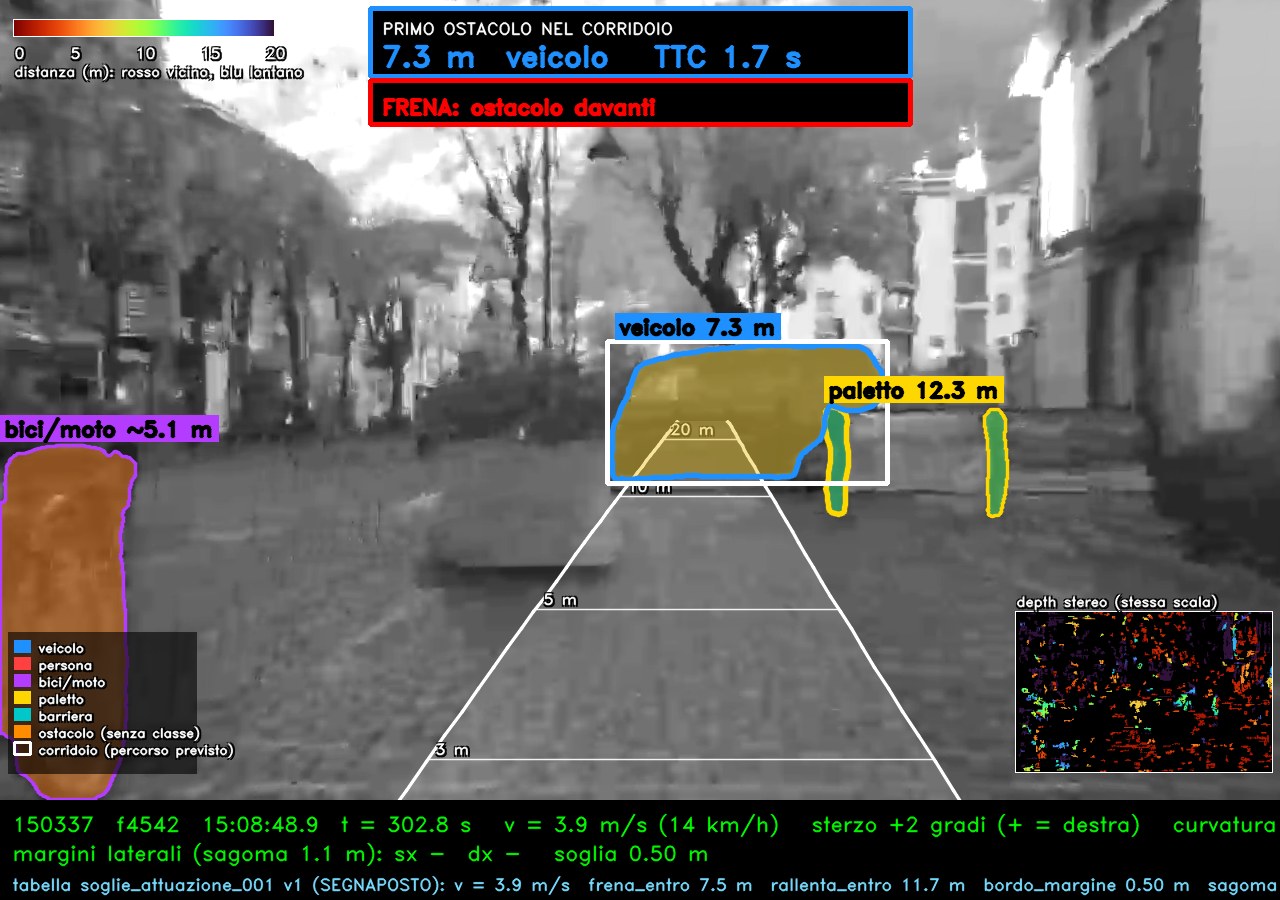 0 5 10 15 20
distanza (m): rosso vicino, blu lontano
PRIMO OSTACOLO NEL CORRIDOIO
7.3 m veicolo TTC 1.7 s
FRENA: ostacolo davanti
veicolo 7.3 m
paletto 12.3 m
bici/moto ~5.1 m
20 m
10 m
5 m
3 m
depth stereo (stessa scala)
veicolo
persona
bici/moto
paletto
barriera
ostacolo (senza classe)
corridoio (percorso previsto)
150337 f4542 15:08:48.9 t = 302.8 s v = 3.9 m/s (14 km/h) sterzo +2 gradi (+ = destra) curvatura
margini laterali (sagoma 1.1 m): sx - dx - soglia 0.50 m
tabella soglie_attuazione_001 v1 (SEGNAPOSTO): v = 3.9 m/s frena_entro 7.5 m rallenta_entro 11.7 m bordo_margine 0.50 m sagoma